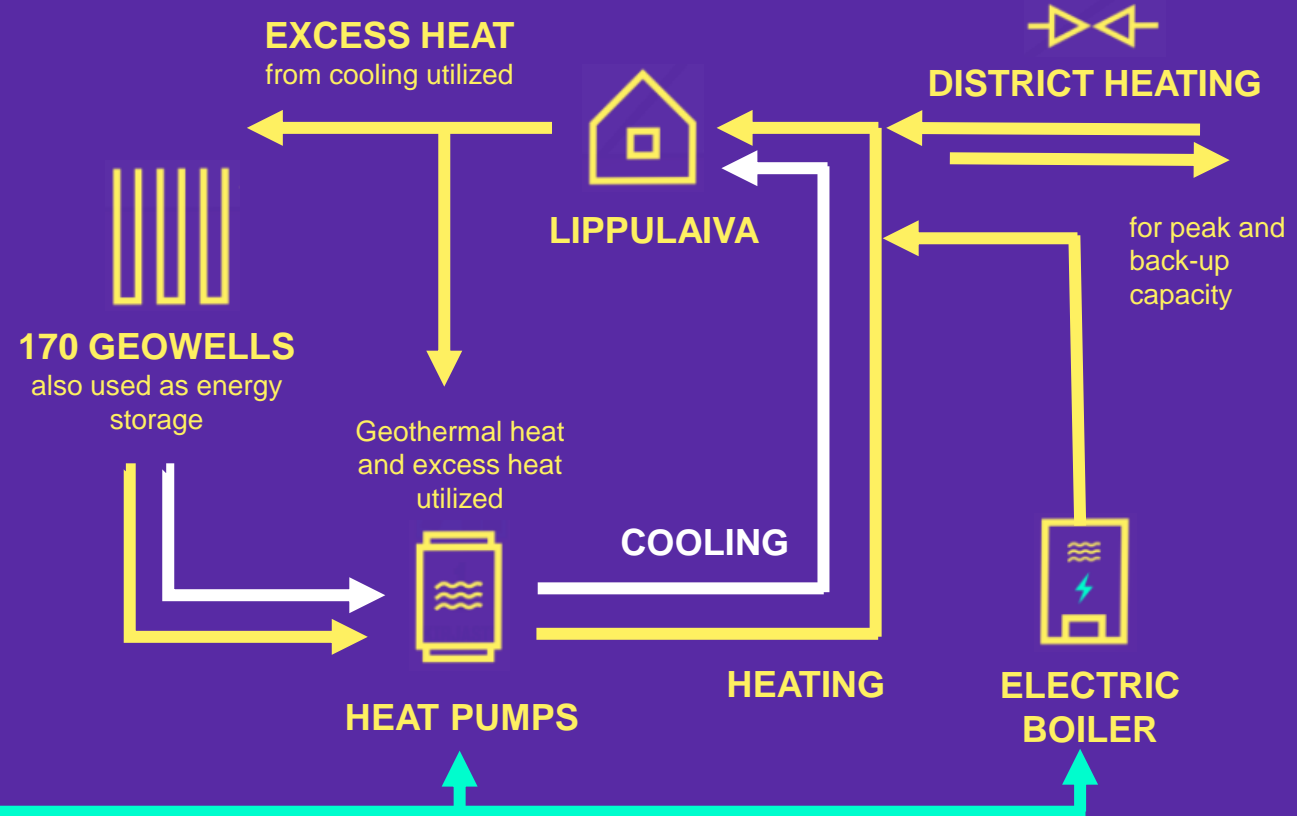 EXCESS HEAT
from cooling utilized
DISTRICT HEATING
LIPPULAIVA
for peak and
back-up
capacity
170 GEOWELLS
also used as energy
storage
Geothermal heat
and excess heat
utilized
COOLING
HEATING
HEAT PUMPS
ELECTRIC
BOILER